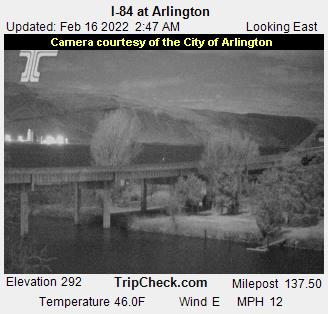 I-84 at Arlington
Updated: Feb 16 2022 2:47 AM Looking East
Camera courtesy of the City of Arlington
Elevation 292 TripCheck.com Milepost 137.50
Temperature 46.0F Wind E MPH 12